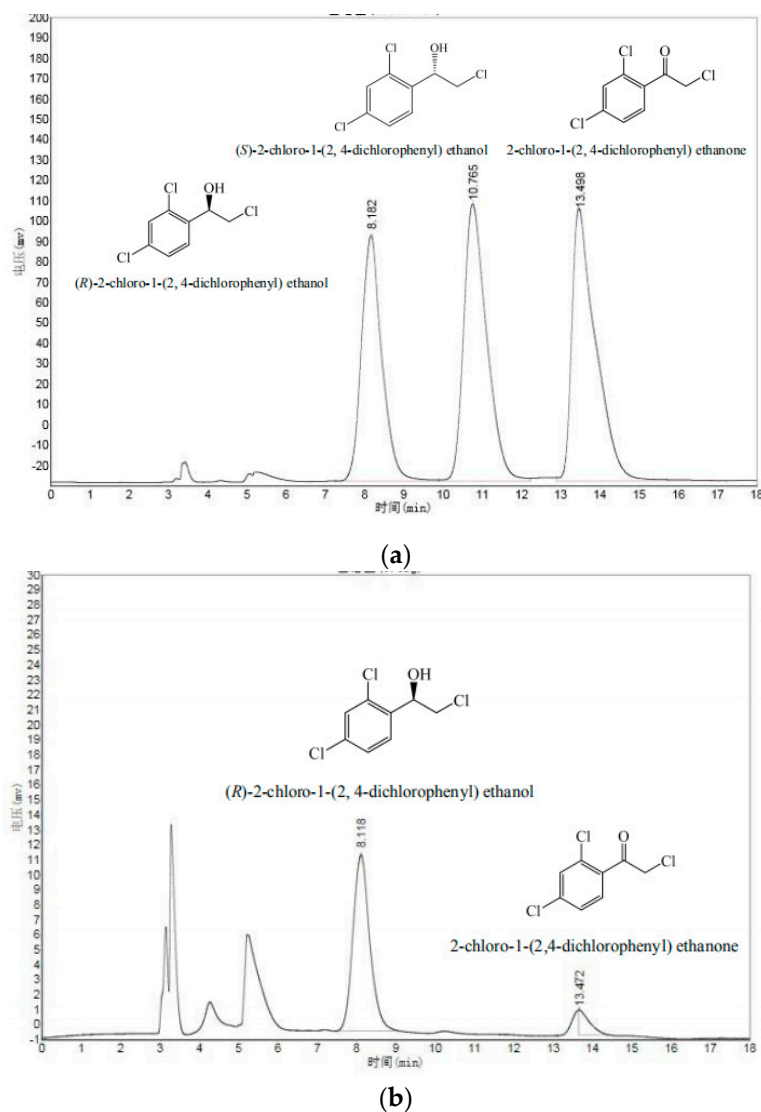 200
190
180
170
160
150
140
130
120
110
100
90
80
70
60
50
40
30
20
10
0
-10
-20
电压(mv)
Cl
OH
Cl
Cl
(S)-2-chloro-1-(2, 4-dichlorophenyl) ethanol
Cl
O
Cl
Cl
2-chloro-1-(2, 4-dichlorophenyl) ethanone
Cl
OH
Cl
Cl
(R)-2-chloro-1-(2, 4-dichlorophenyl) ethanol
8.182
10.765
13.498
0 1 2 3 4 5 6 7 8 9 10 11 12 13 14 15 16 17 18
时间(min)
(a)
30
29
28
27
26
25
24
23
22
21
20
19
18
17
16
15
14
13
12
11
10
9
8
7
6
5
4
3
2
1
0
-1
电压(mv)
Cl
OH
Cl
Cl
(R)-2-chloro-1-(2, 4-dichlorophenyl) ethanol
Cl
O
Cl
Cl
2-chloro-1-(2,4-dichlorophenyl) ethanone
8.118
13.472
0 1 2 3 4 5 6 7 8 9 10 11 12 13 14 15 16 17 18
时间(min)
(b)